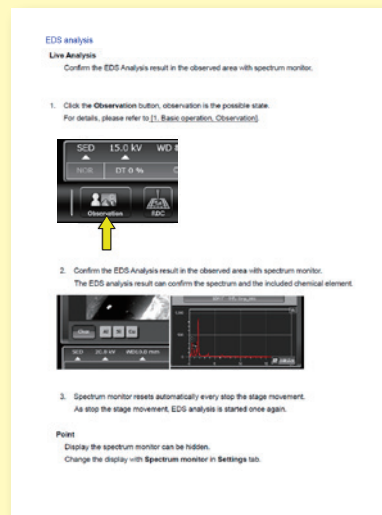 EDS analysis
Live Analysis
Confirm the EDS Analysis result in the observed area with spectrum monitor.
1. Click the Observation button, observation is the possible state.
For details, please refer to [1. Basic operation, Observation].
SED 15.0 kV WD
NOR DT 0 %
Observation
2. Confirm the EDS Analysis result in the observed area with spectrum monitor.
The EDS analysis result can confirm the spectrum and the included chemical element.
SED
3. Spectrum monitor resets automatically every stop the stage movement.
As stop the stage movement, EDS analysis is started once again.
Point
Display the spectrum monitor can be hidden.
Change the display with Spectrum monitor in Settings tab.